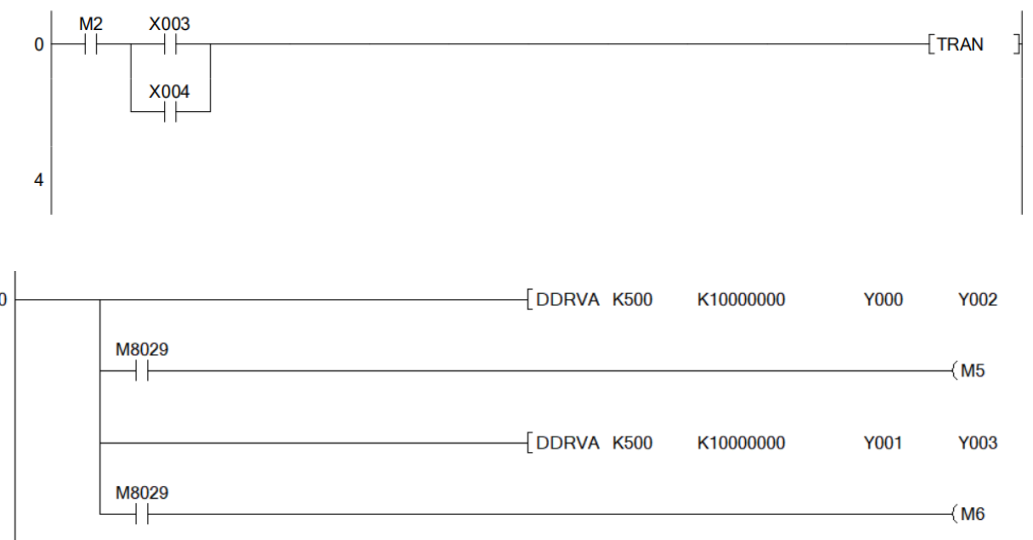 M2 X003
0 [TRAN ]
X004
4
0 [DDRVA K500 K10000000 Y000 Y002
M8029
(M5
[DDRVA K500 K10000000 Y001 Y003
M8029
(M6